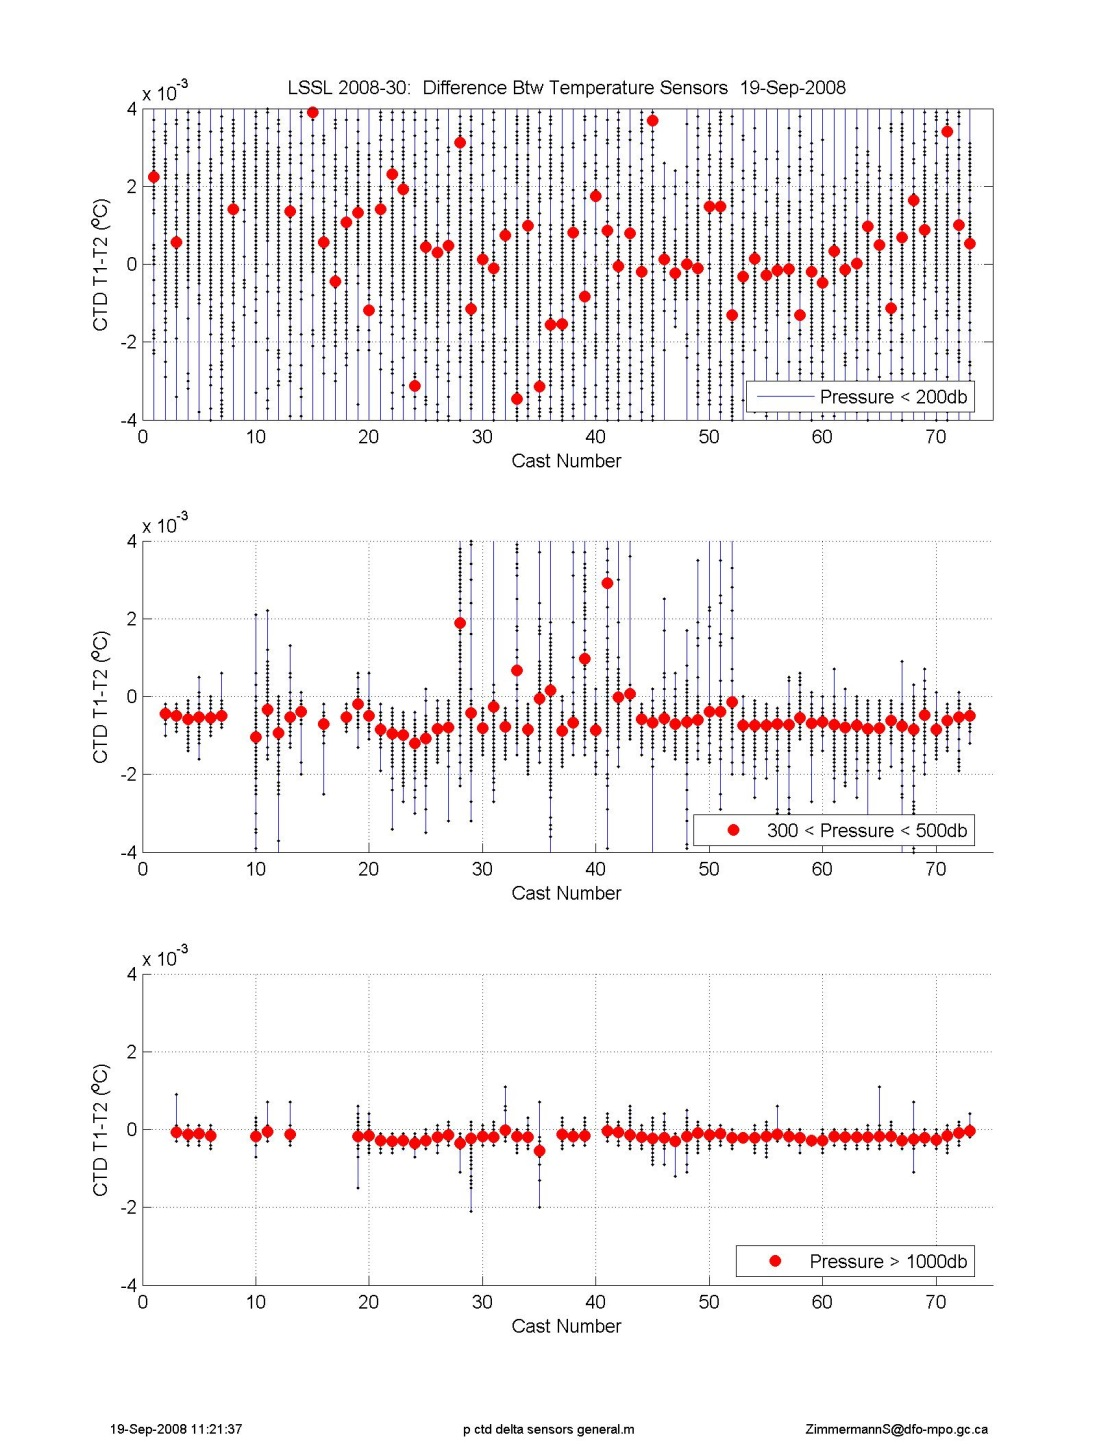 LSSL 2008-30: Difference Btw Temperature Sensors 19-Sep-2008
x 10-3
4
2
0
-2
-4
CTD T1-T2 (ºC)
Pressure < 200db
0 10 20 30 40 50 60 70
Cast Number
x 10-3
4
2
0
-2
-4
CTD T1-T2 (ºC)
300 < Pressure < 500db
0 10 20 30 40 50 60 70
Cast Number
x 10-3
4
2
0
-2
-4
CTD T1-T2 (ºC)
Pressure > 1000db
0 10 20 30 40 50 60 70
Cast Number
19-Sep-2008 11:21:37 p ctd delta sensors general.m ZimmermannS@dfo-mpo.gc.ca